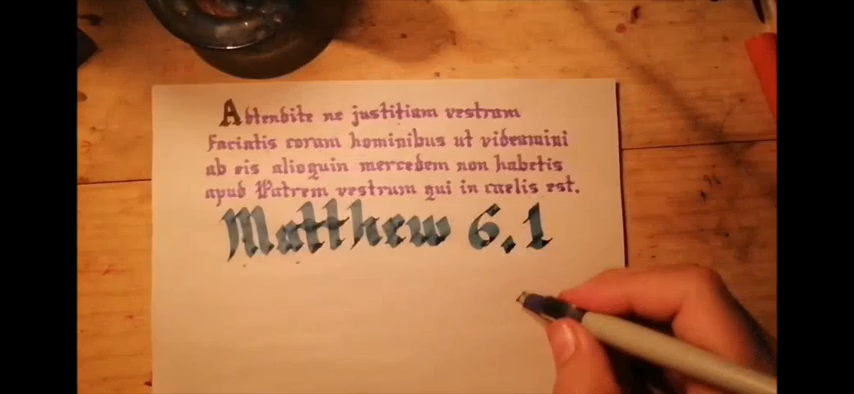 Abtendite ne justitiam vestram
faciatis coram hominibus ut videamini
ab eis alioquin mercedem non habetis
apud Patrem vestrum qui in caelis est.
Matthew 6.1